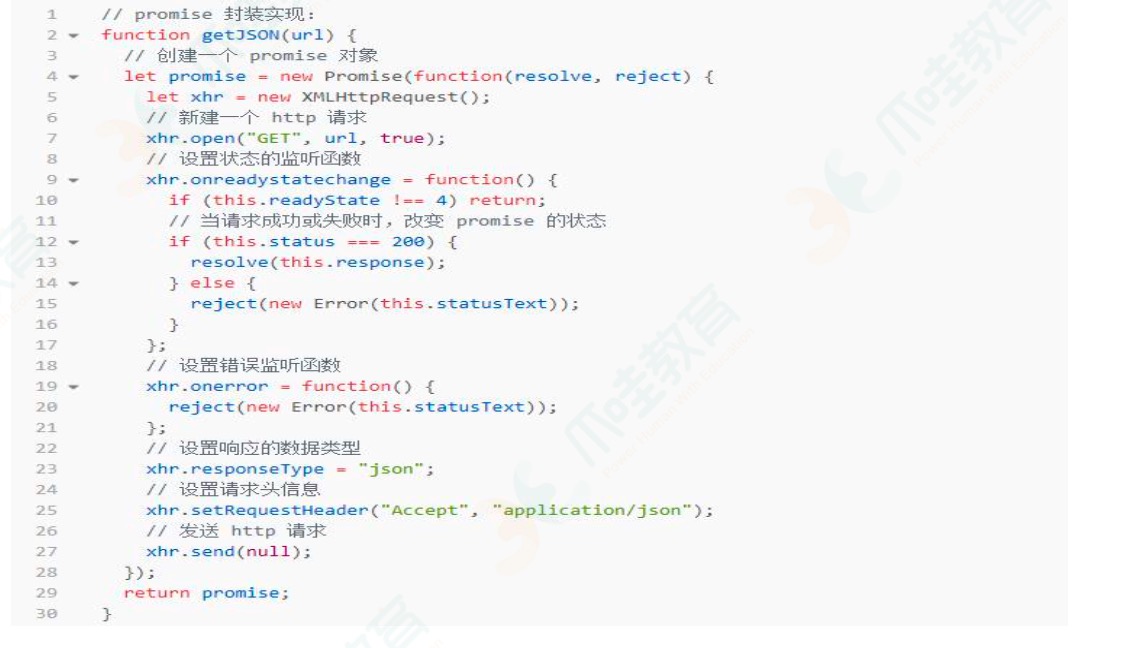 1 // promise 封装实现：
2 function getJSON(url) {
3 // 创建一个 promise 对象
4 let promise = new Promise(function(resolve, reject) {
5 let xhr = new XMLHttpRequest();
6 // 新建一个 http 请求
7 xhr.open("GET", url, true);
8 // 设置状态的监听函数
9 xhr.onreadystatechange = function() {
10 if (this.readyState !== 4) return;
11 // 当请求成功或失败时，改变 promise 的状态
12 if (this.status === 200) {
13 resolve(this.response);
14 } else {
15 reject(new Error(this.statusText));
16 }
17 };
18 // 设置错误监听函数
19 xhr.onerror = function() {
20 reject(new Error(this.statusText));
21 };
22 // 设置响应的数据类型
23 xhr.responseType = "json";
24 // 设置请求头信息
25 xhr.setRequestHeader("Accept", "application/json");
26 // 发送 http 请求
27 xhr.send(null);
28 });
29 return promise;
30 }
爪哇教育
爪哇教育